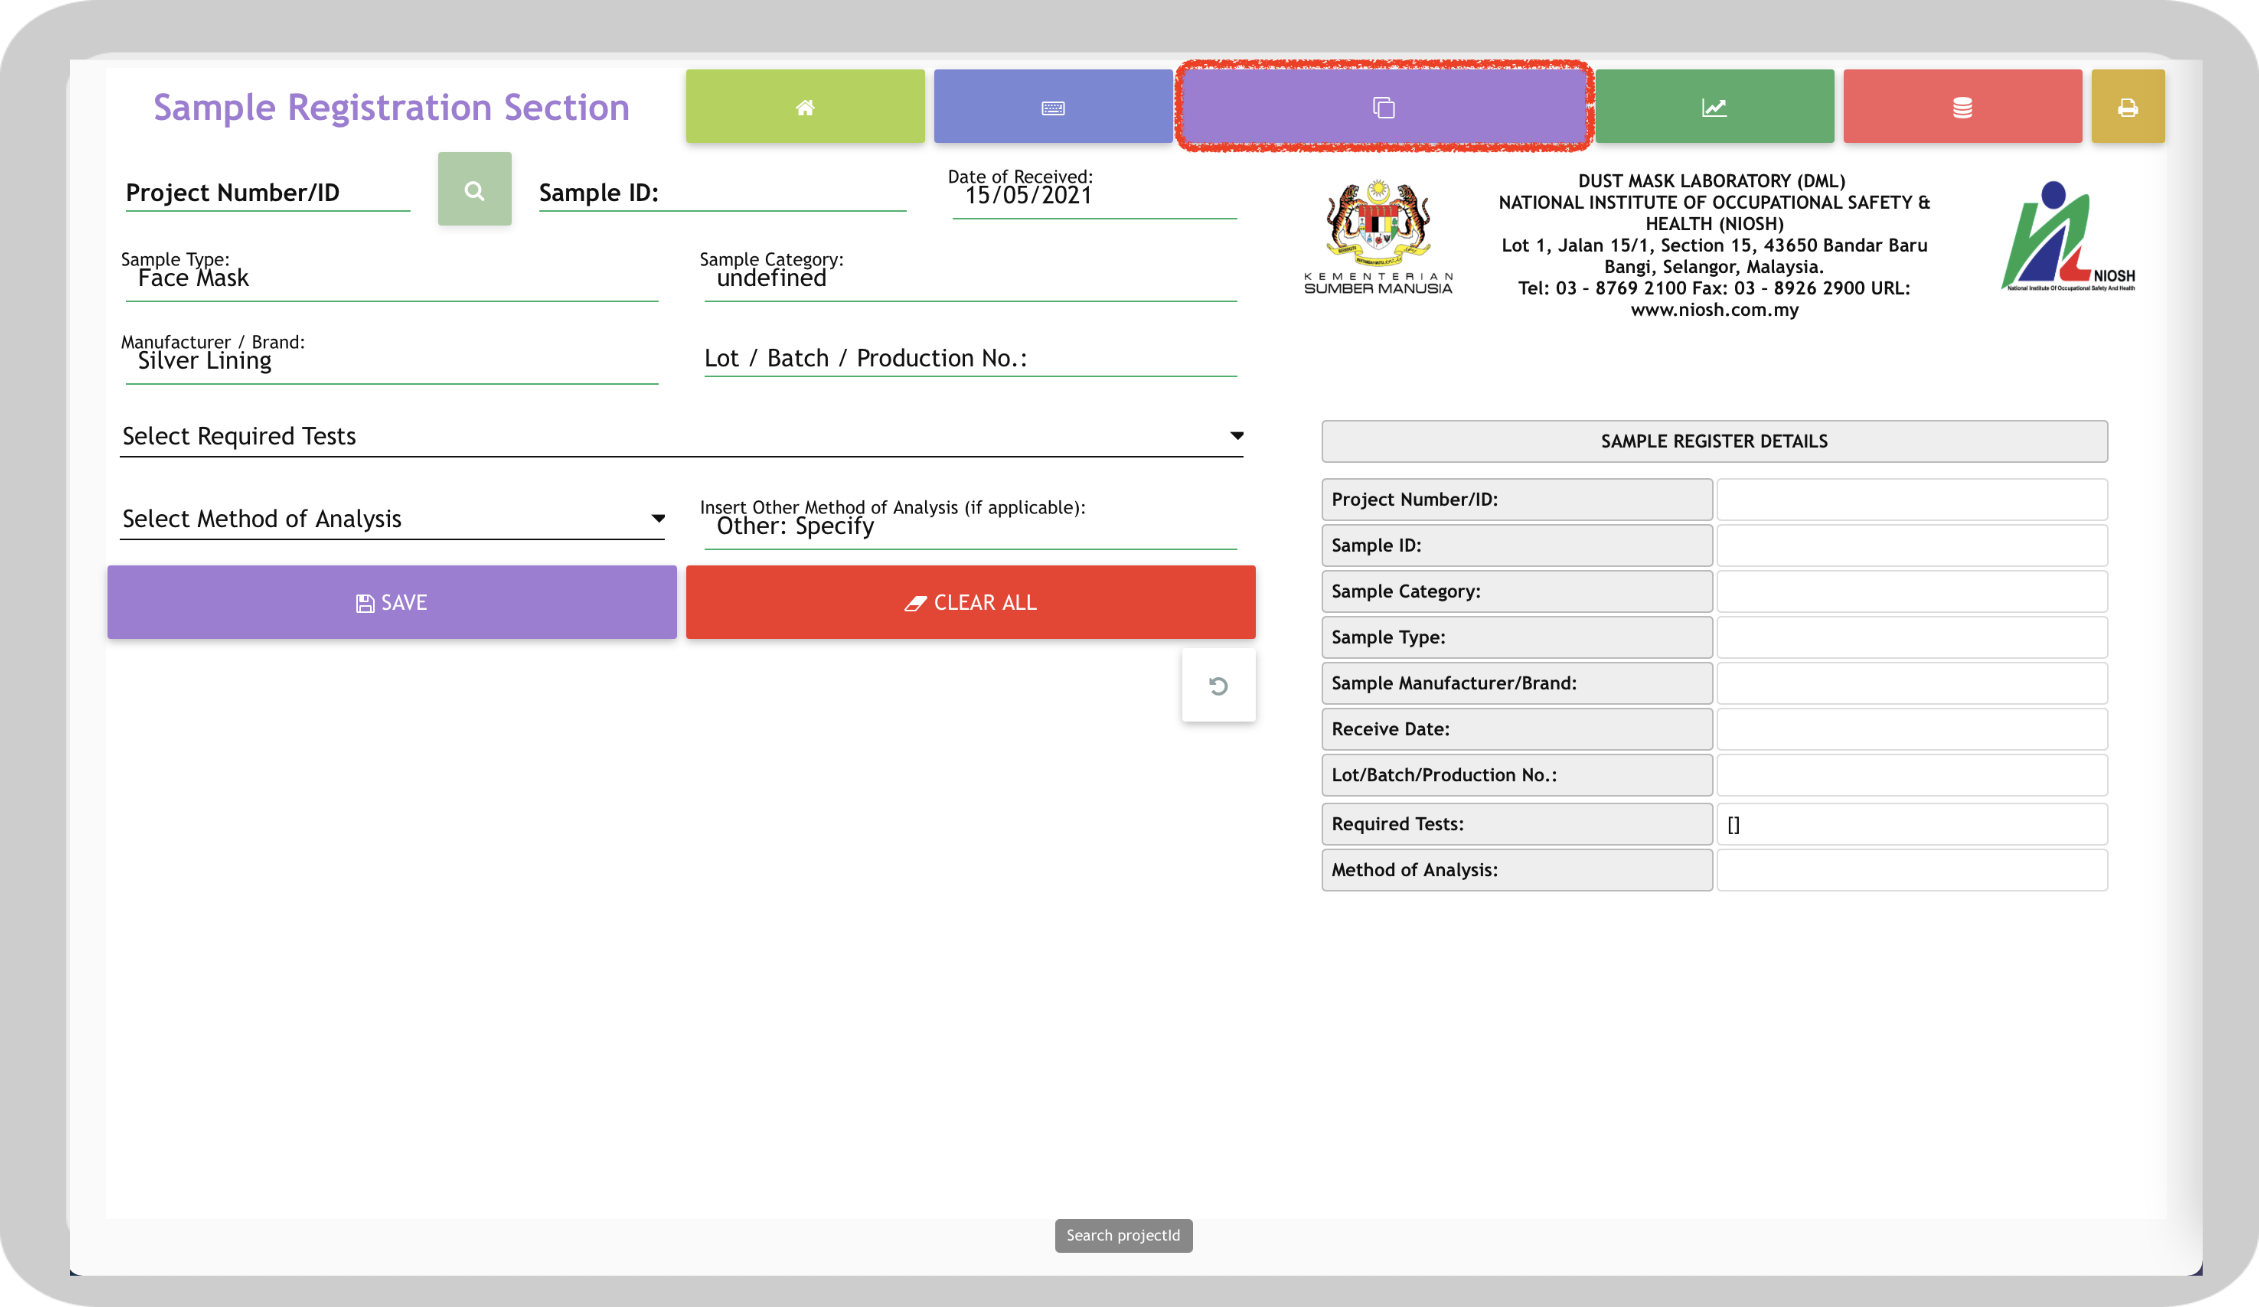 Sample Registration Section
Project Number/ID
Sample ID:
Date of Received:
15/05/2021
Sample Type:
Face Mask
Sample Category:
undefined
Manufacturer / Brand:
Silver Lining
Lot / Batch / Production No.:
Select Required Tests
Select Method of Analysis
Insert Other Method of Analysis (if applicable):
Other: Specify
SAVE
CLEAR ALL
KEMENTERIAN
SUMBER MANUSIA
DUST MASK LABORATORY (DML)
NATIONAL INSTITUTE OF OCCUPATIONAL SAFETY &
HEALTH (NIOSH)
Lot 1, Jalan 15/1, Section 15, 43650 Bandar Baru
Bangi, Selangor, Malaysia.
Tel: 03 - 8769 2100 Fax: 03 - 8926 2900 URL:
www.niosh.com.my
NIOSH
National Institute Of Occupational Safety And Health
SAMPLE REGISTER DETAILS
Project Number/ID:
Sample ID:
Sample Category:
Sample Type:
Sample Manufacturer/Brand:
Receive Date:
Lot/Batch/Production No.:
Required Tests: []
Method of Analysis:
Search projectId